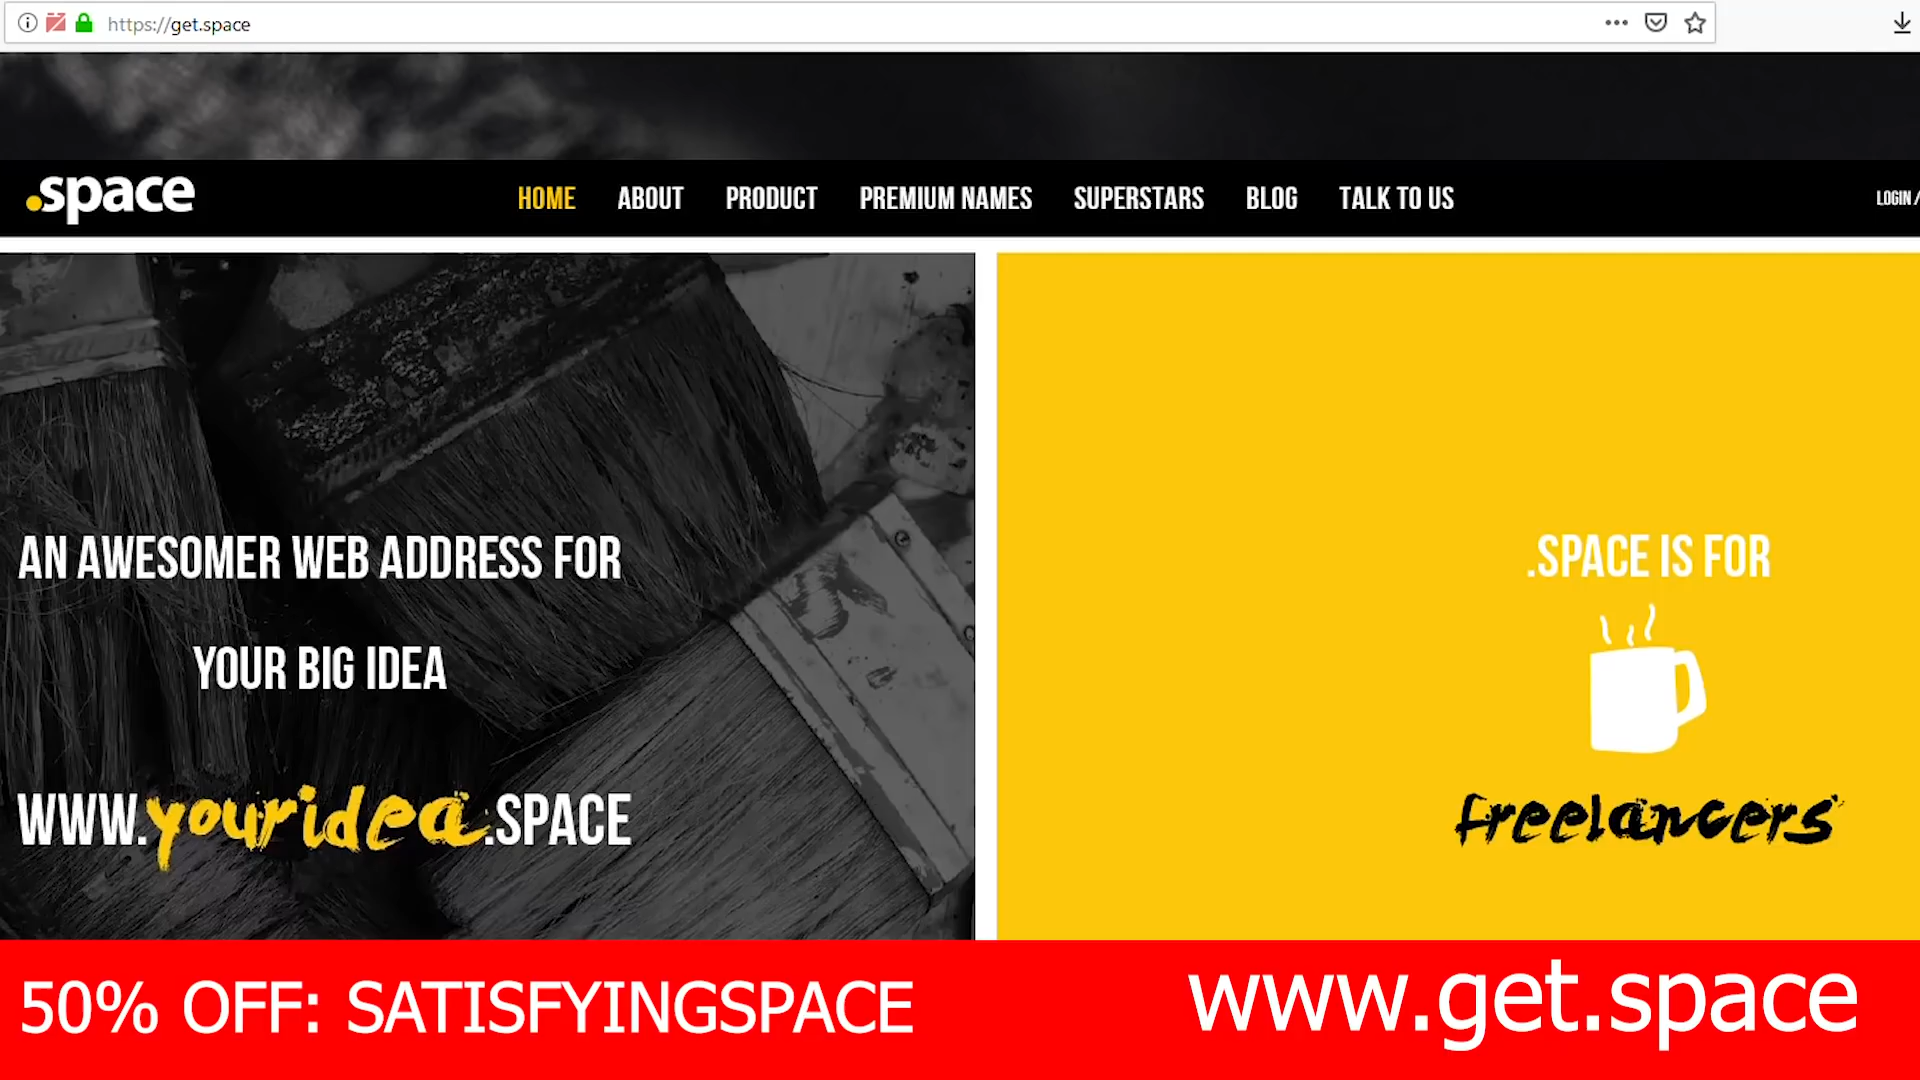 https://get.space
.space
HOME ABOUT PRODUCT PREMIUM NAMES SUPERSTARS BLOG TALK TO US LOGIN /
AN AWESOMER WEB ADDRESS FOR
YOUR BIG IDEA
WWW.youridea.SPACE
.SPACE IS FOR
freelancers
50% OFF: SATISFYINGSPACE
www.get.space